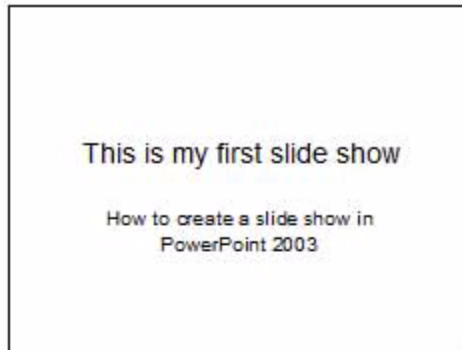 This is my first slide show
How to create a slide show in
PowerPoint 2003